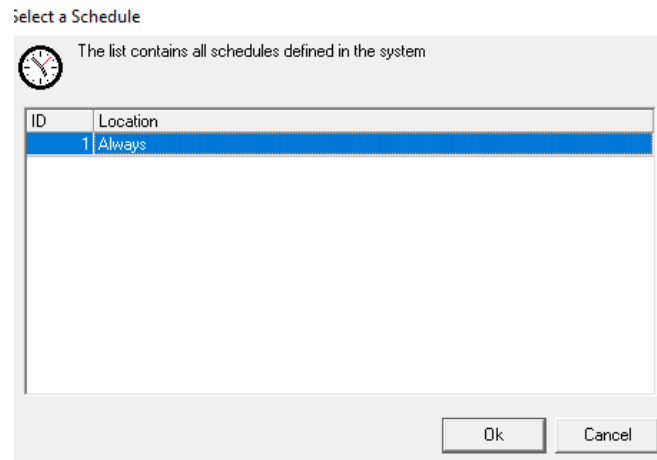 Select a Schedule
The list contains all schedules defined in the system
ID Location
1 Always
Ok Cancel